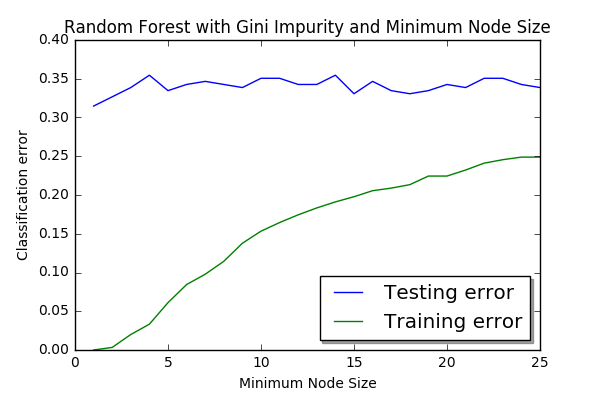 Random Forest with Gini Impurity and Minimum Node Size
0.40
0.35
0.30
0.25
0.20
0.15
0.10
0.05
0.00
Classification error
Testing error
Training error
0 5 10 15 20 25
Minimum Node Size